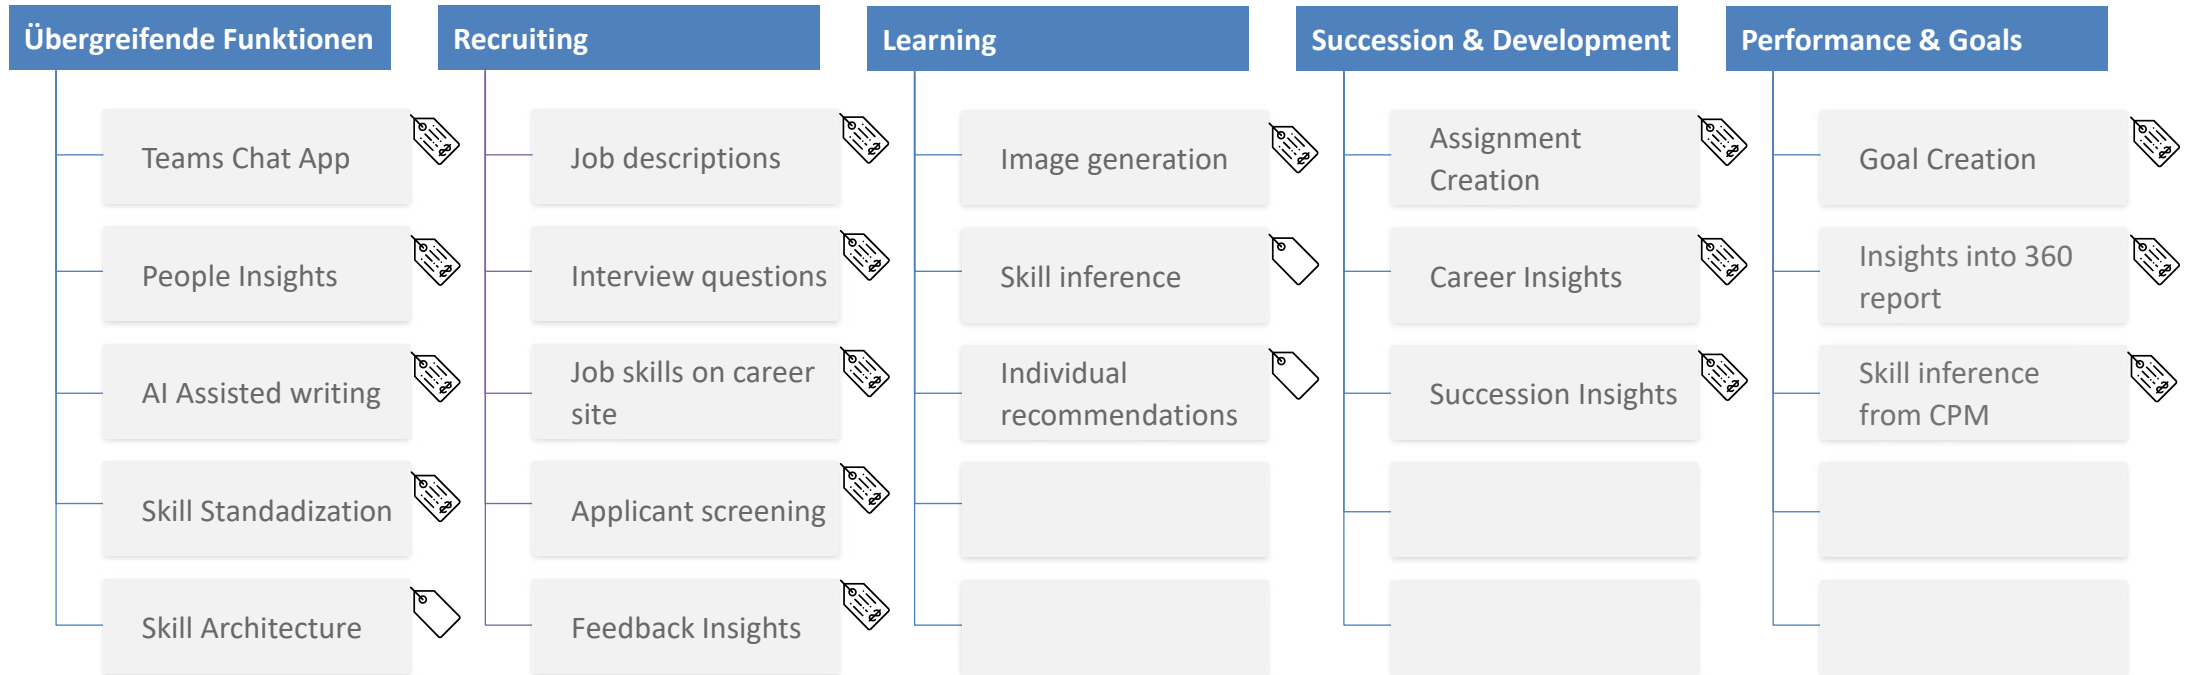 Übergreifende Funktionen
Teams Chat App
People Insights
AI Assisted writing
Skill Standadization
Skill Architecture
Recruiting
Job descriptions
Interview questions
Job skills on career
site
Applicant screening
Feedback Insights
Learning
Image generation
Skill inference
Individual
recommendations
Succession & Development
Assignment
Creation
Career Insights
Succession Insights
Performance & Goals
Goal Creation
Insights into 360
report
Skill inference
from CPM